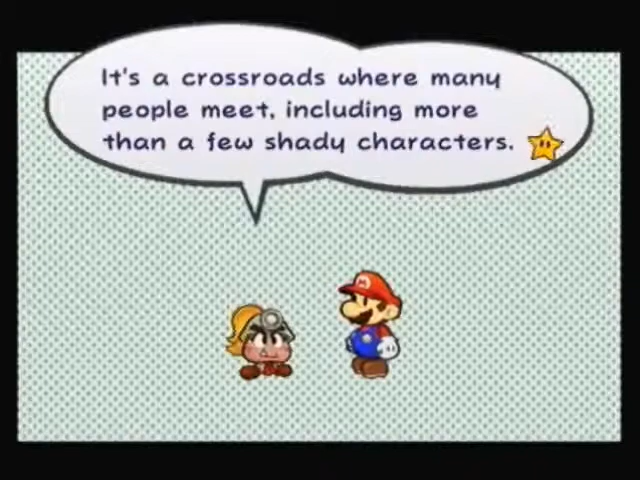 It's a crossroads where many
people meet, including more
than a few shady characters.
M